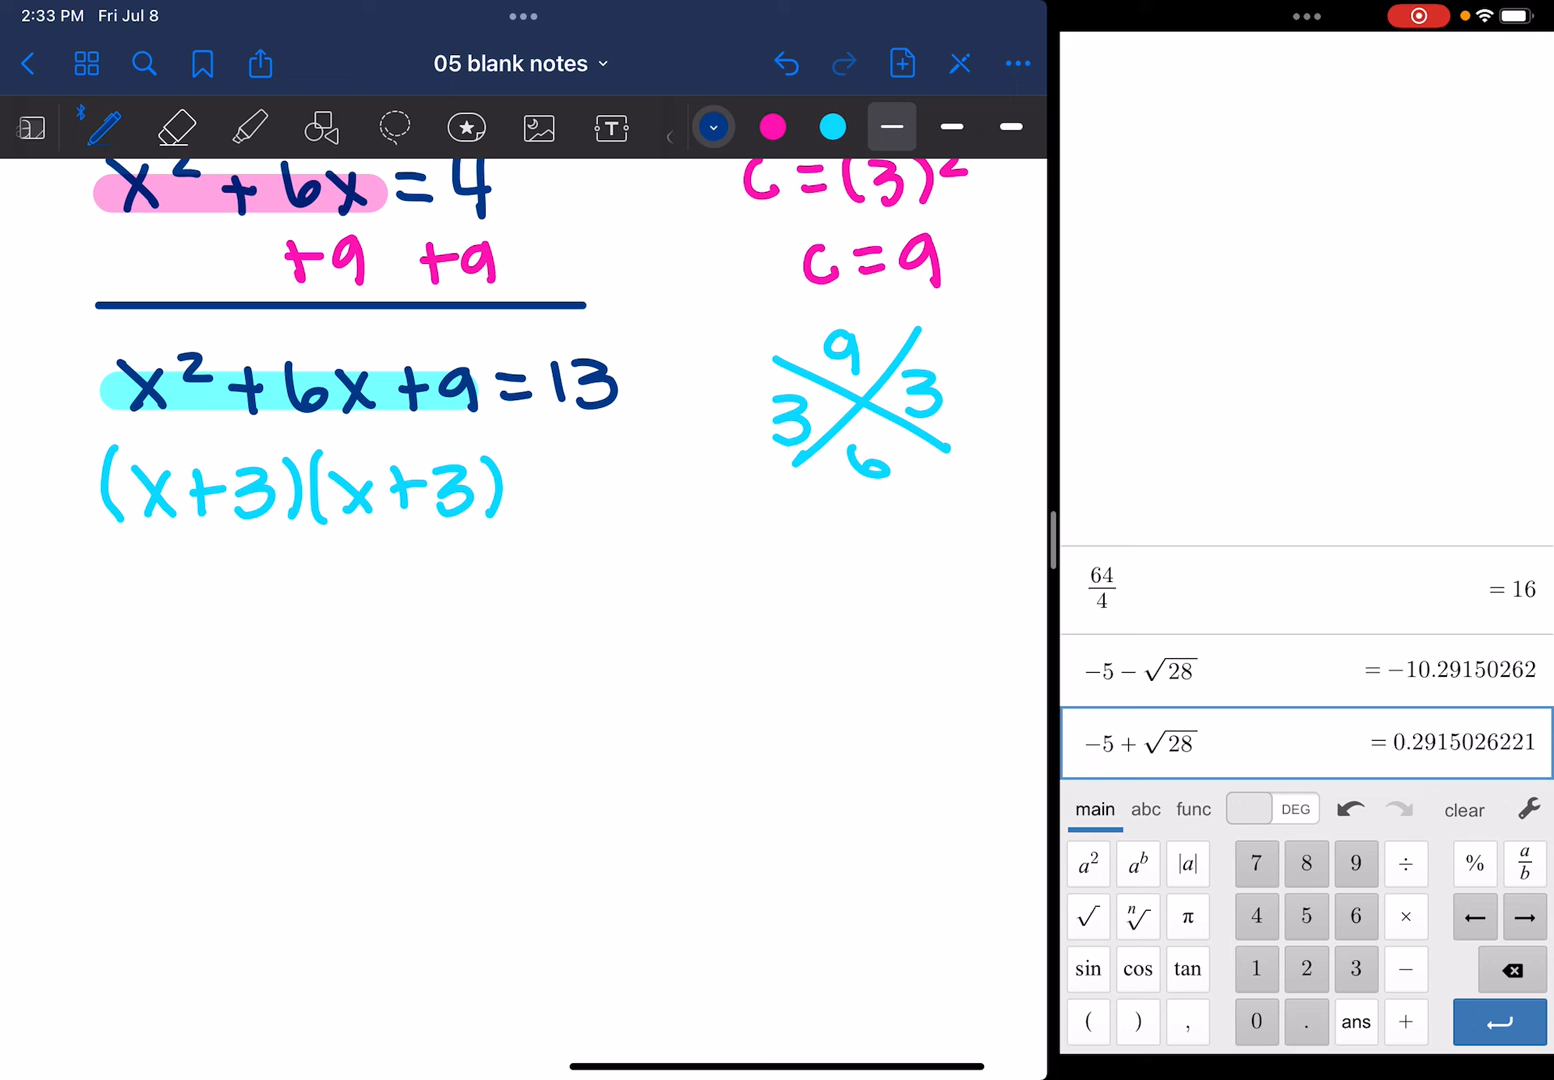 2:33 PM Fri Jul 8
05 blank notes
x² + 6x = 4
+9 +9
c = (3)²
c = 9
x² + 6x + 9 = 13
9
3 3
6
(x+3)(x+3)
64/4 = 16
−5 − √28 = −10.29150262
−5 + √28 = 0.2915026221
main abc func DEG clear
a² aᵇ |a| 7 8 9 ÷ % a/b
√ ⁿ√ π 4 5 6 × ← →
sin cos tan 1 2 3 −
( ) , 0 . ans +